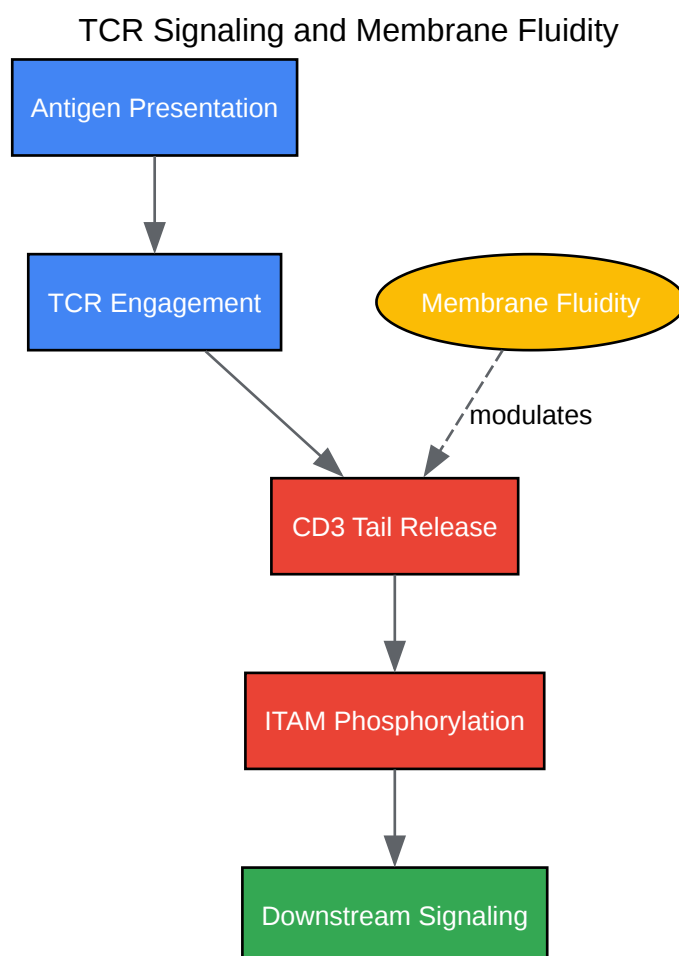 TCR Signaling and Membrane Fluidity
Antigen Presentation
TCR Engagement
Membrane Fluidity
modulates
CD3 Tail Release
ITAM Phosphorylation
Downstream Signaling